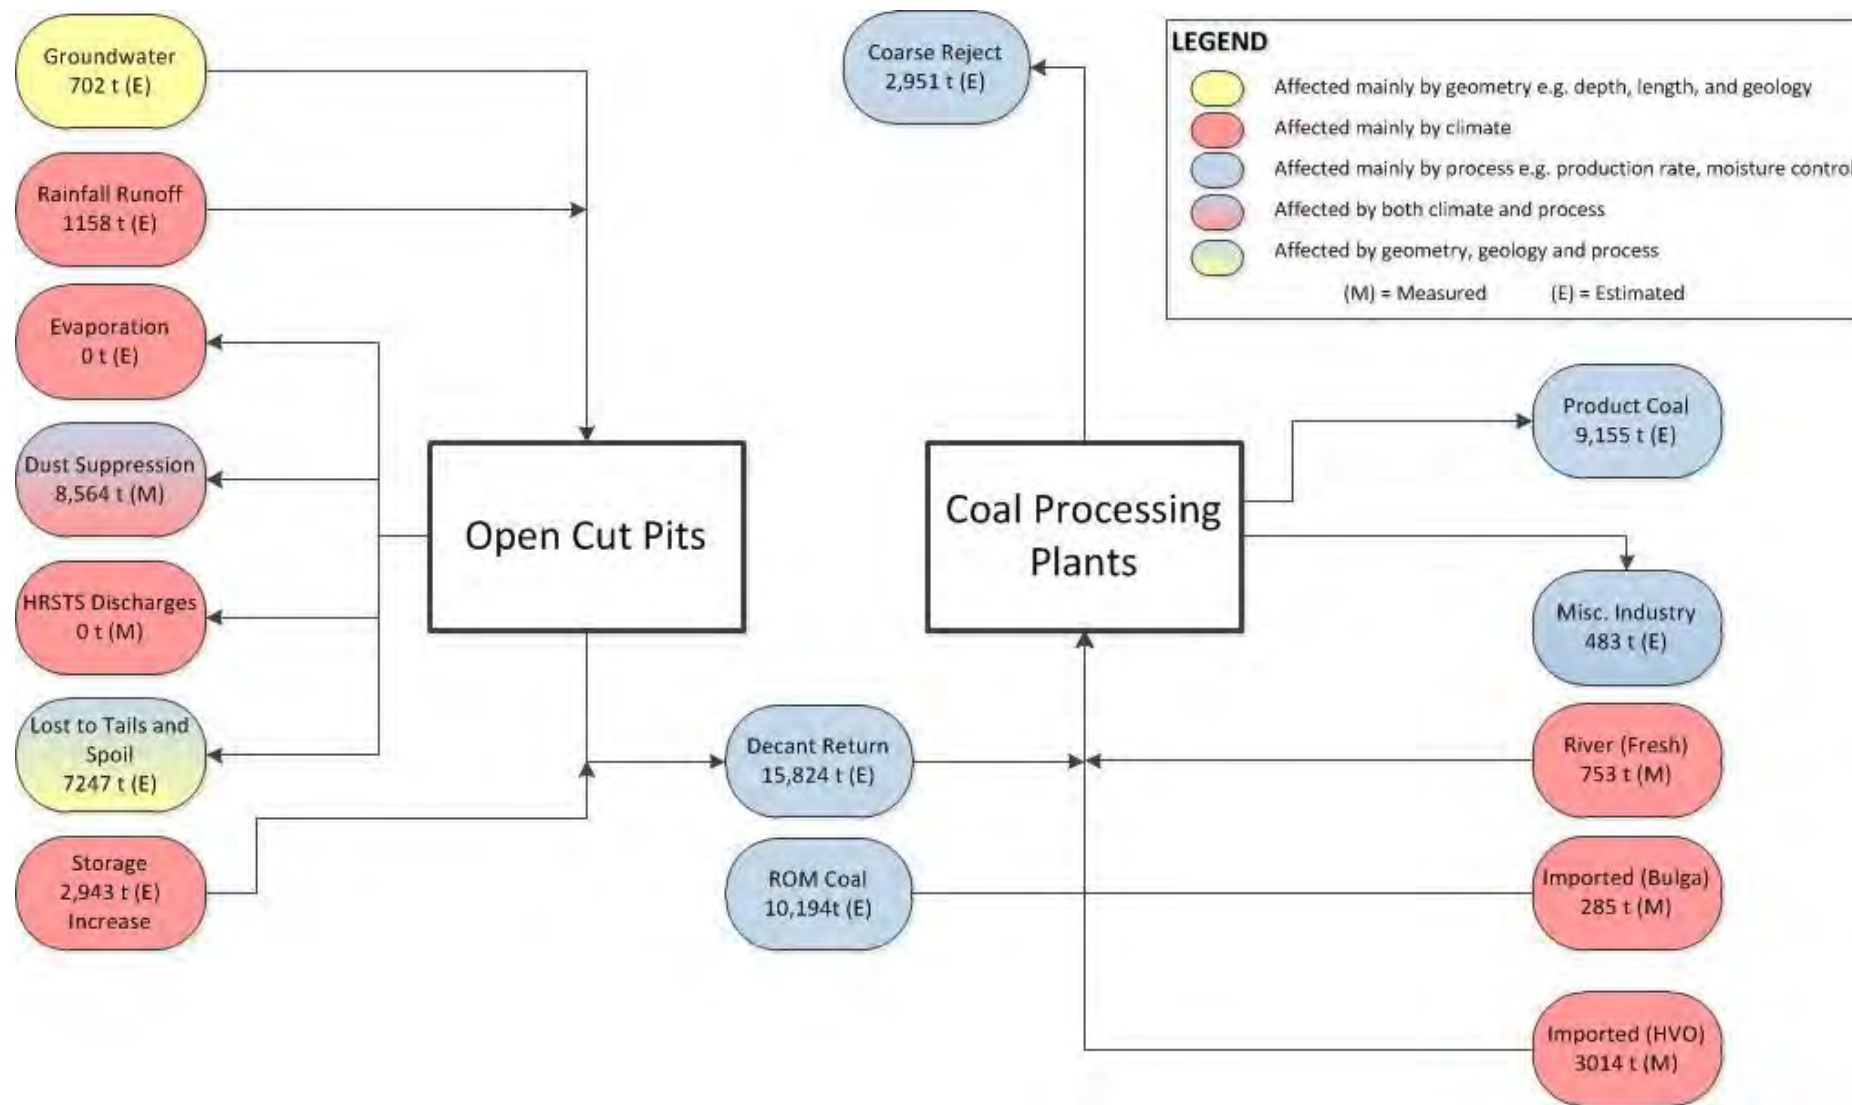 Groundwater
702 t (E)
Rainfall Runoff
1158 t (E)
Evaporation
0 t (E)
Dust Suppression
8,564 t (M)
HRSTS Discharges
0 t (M)
Lost to Tails and
Spoil
7247 t (E)
Storage
2,943 t (E)
Increase
Open Cut Pits
Coarse Reject
2,951 t (E)
Coal Processing
Plants
Decant Return
15,824 t (E)
ROM Coal
10,194t (E)
LEGEND
Affected mainly by geometry e.g. depth, length, and geology
Affected mainly by climate
Affected mainly by process e.g. production rate, moisture control
Affected by both climate and process
Affected by geometry, geology and process
(M) = Measured (E) = Estimated
Product Coal
9,155 t (E)
Misc. Industry
483 t (E)
River (Fresh)
753 t (M)
Imported (Bulga)
285 t (M)
Imported (HVO)
3014 t (M)